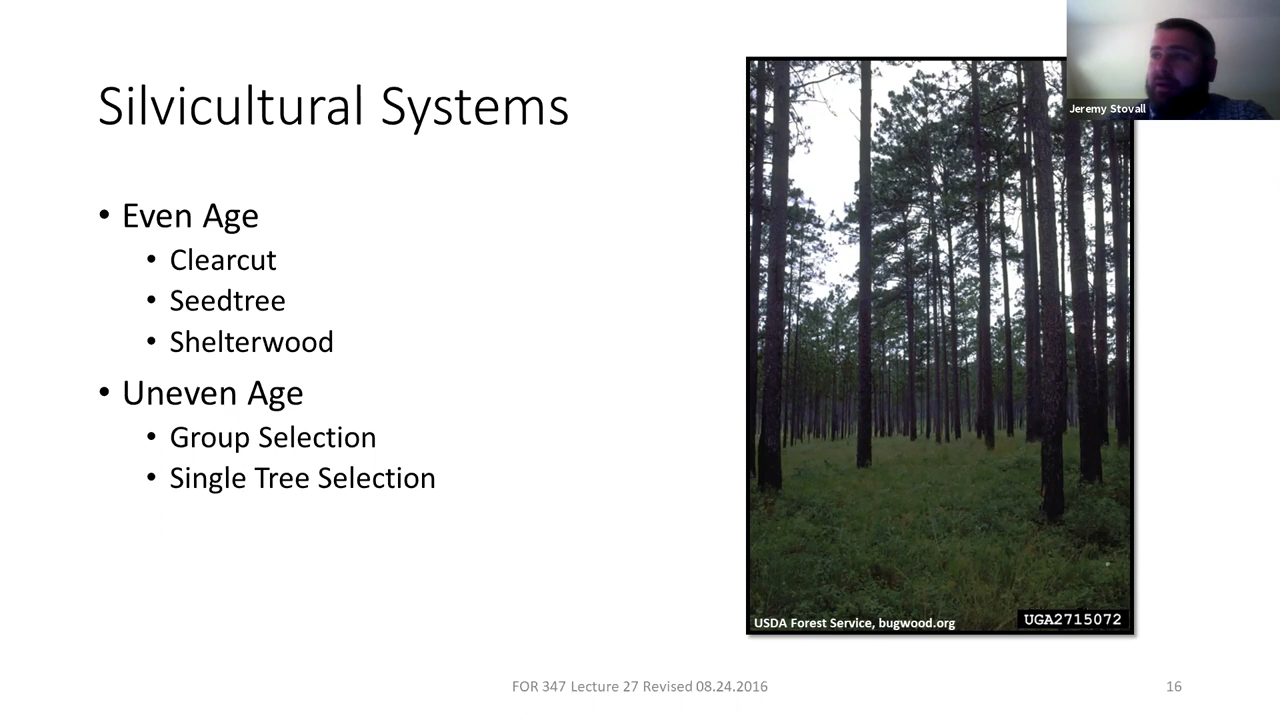 Silvicultural Systems
• Even Age
• Clearcut
• Seedtree
• Shelterwood
• Uneven Age
• Group Selection
• Single Tree Selection
Jeremy Stovall
USDA Forest Service, bugwood.org
UGA2715072
FOR 347 Lecture 27 Revised 08.24.2016
16